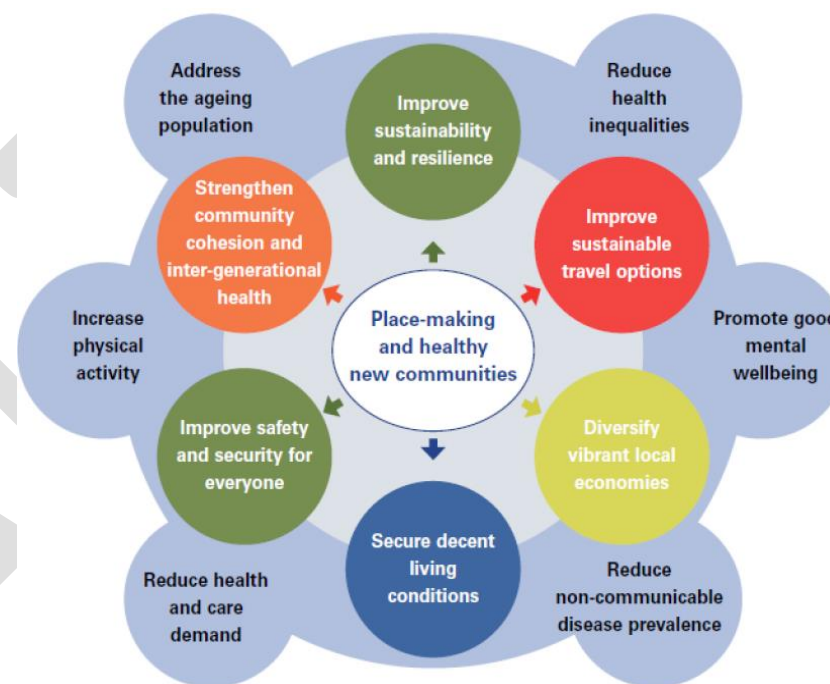 Address
the ageing
population
Improve
sustainability
and resilience
Reduce
health
inequalities
Strengthen
community
cohesion and
inter-generational
health
Improve
sustainable
travel options
Increase
physical
activity
Place-making
and healthy
new communities
Promote good
mental
wellbeing
Improve safety
and security for
everyone
Diversify
vibrant local
economies
Secure decent
living
conditions
Reduce health
and care
demand
Reduce
non-communicable
disease prevalence